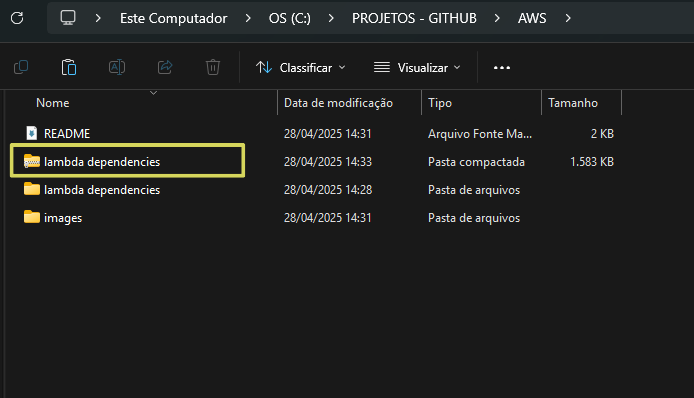 Este Computador > OS (C:) > PROJETOS - GITHUB > AWS >
Classificar Visualizar ...
Nome Data de modificação Tipo Tamanho
README 28/04/2025 14:31 Arquivo Fonte Ma... 2 KB
lambda dependencies 28/04/2025 14:33 Pasta compactada 1.583 KB
lambda dependencies 28/04/2025 14:28 Pasta de arquivos
images 28/04/2025 14:31 Pasta de arquivos